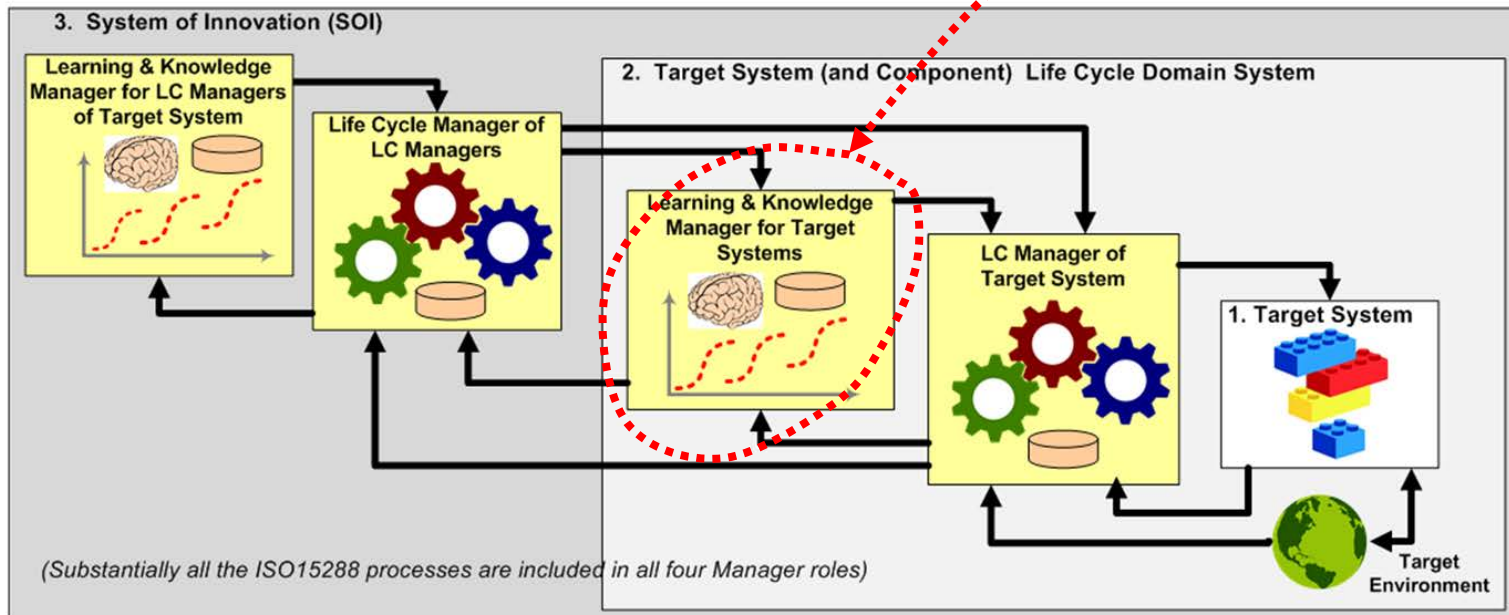 3. System of Innovation (SOI)
Learning & Knowledge
Manager for LC Managers
of Target System
Life Cycle Manager of
LC Managers
2. Target System (and Component) Life Cycle Domain System
Learning & Knowledge
Manager for Target
Systems
LC Manager of
Target System
1. Target System
Target
Environment
(Substantially all the ISO15288 processes are included in all four Manager roles)